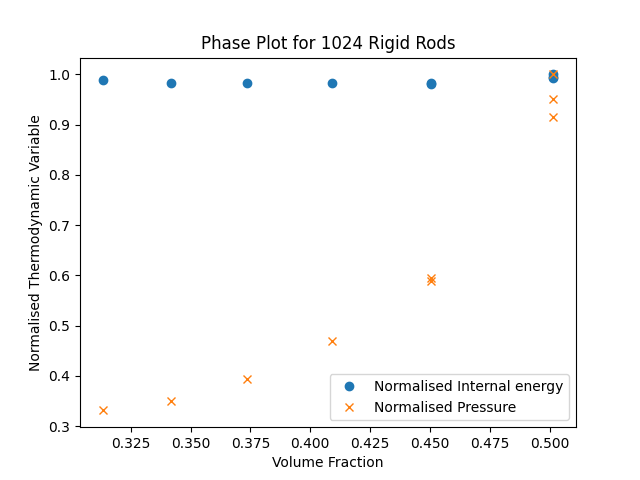 Phase Plot for 1024 Rigid Rods
Normalised Thermodynamic Variable
1.0
0.9
0.8
0.7
0.6
0.5
0.4
0.3
Normalised Internal energy
Normalised Pressure
0.325 0.350 0.375 0.400 0.425 0.450 0.475 0.500
Volume Fraction